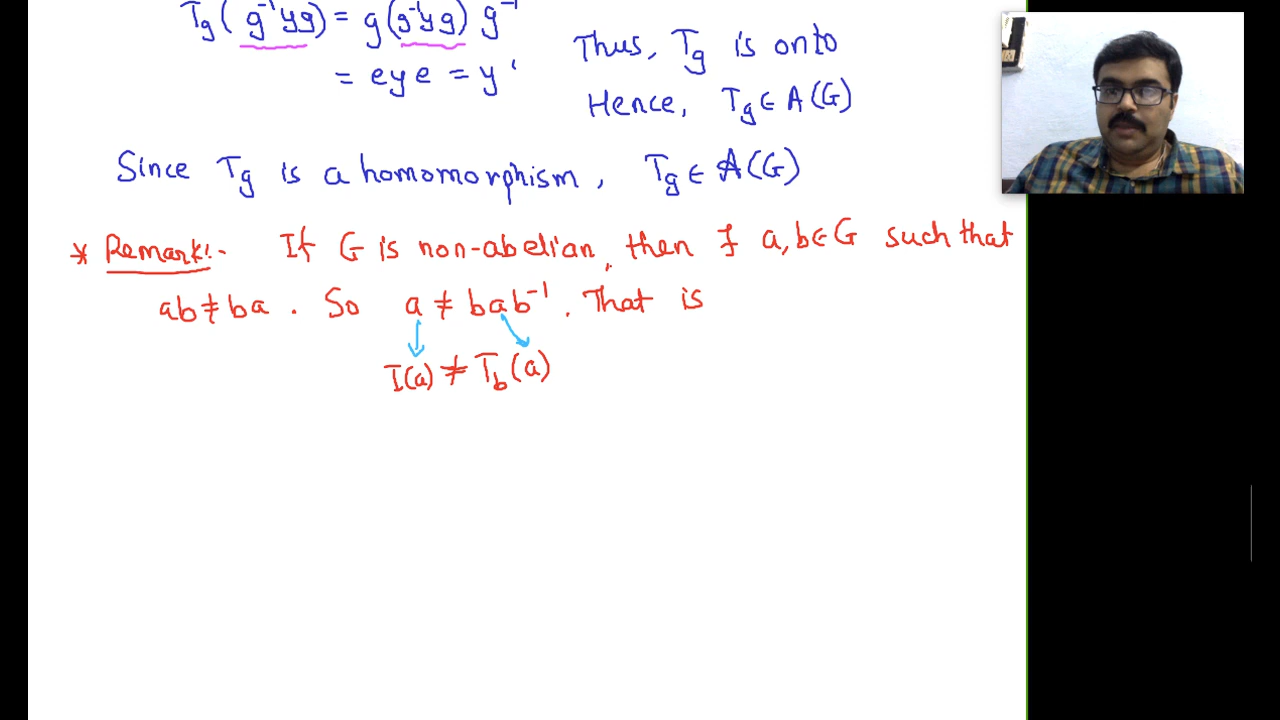 Tg( g⁻¹yg) = g(g⁻¹yg) g⁻¹
= eye = y .
Thus, Tg is onto
Hence, Tg ∈ A(G)
Since Tg is a homomorphism, Tg ∈ 𝔸(G)
* Remark:- If G is non-abelian, then ∃ a, b ∈ G such that
ab ≠ ba . So a ≠ bab⁻¹ . That is
I(a) ≠ T_b(a)